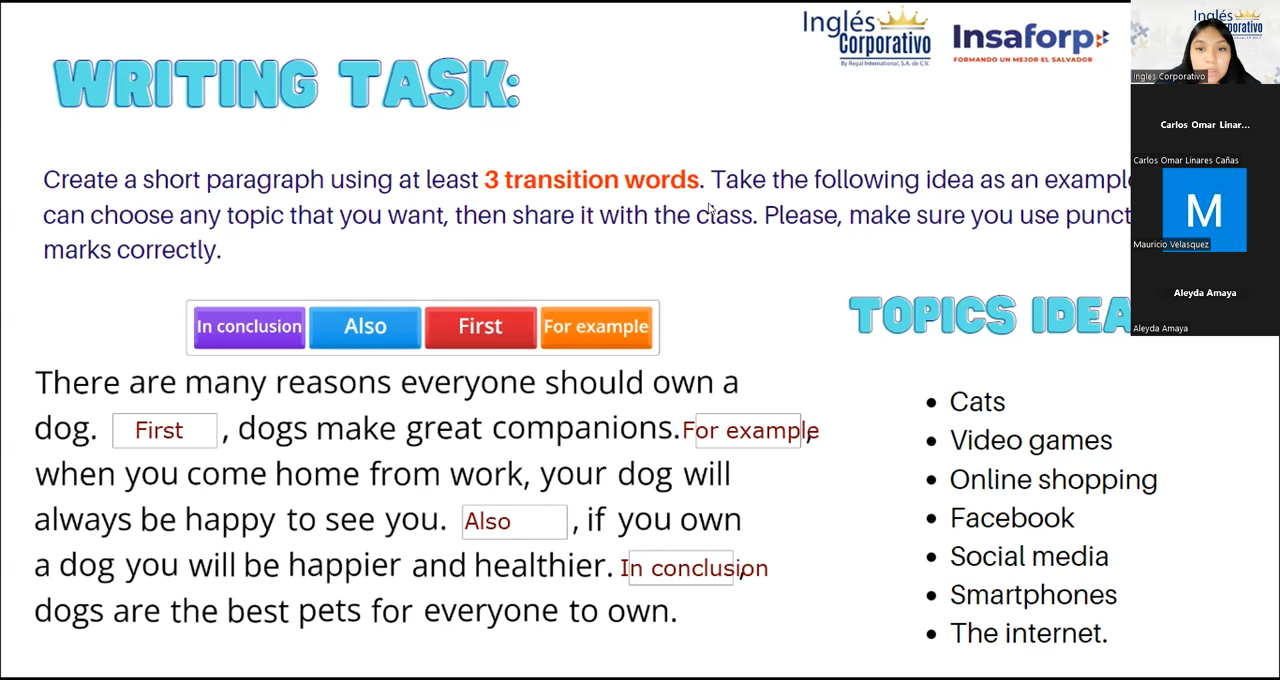 Inglés
Corporativo
By Regal International, S.A. de C.V.
Insaforp
FORMANDO UN MEJOR EL SALVADOR
Inglés
Ingles Corporativo
WRITING TASK:
Carlos Omar Linar...
Carlos Omar Linares Cañas
Create a short paragraph using at least 3 transition words. Take the following idea as an
can choose any topic that you want, then share it with the class. Please, make sure you use
marks correctly.
M
Mauricio Velasquez
Aleyda Amaya
Aleyda Amaya
In conclusion Also First For example
There are many reasons everyone should own a
dog. First , dogs make great companions. For example,
when you come home from work, your dog will
always be happy to see you. Also , if you own
a dog you will be happier and healthier. In conclusion,
dogs are the best pets for everyone to own.
TOPICS
• Cats
• Video games
• Online shopping
• Facebook
• Social media
• Smartphones
• The internet.